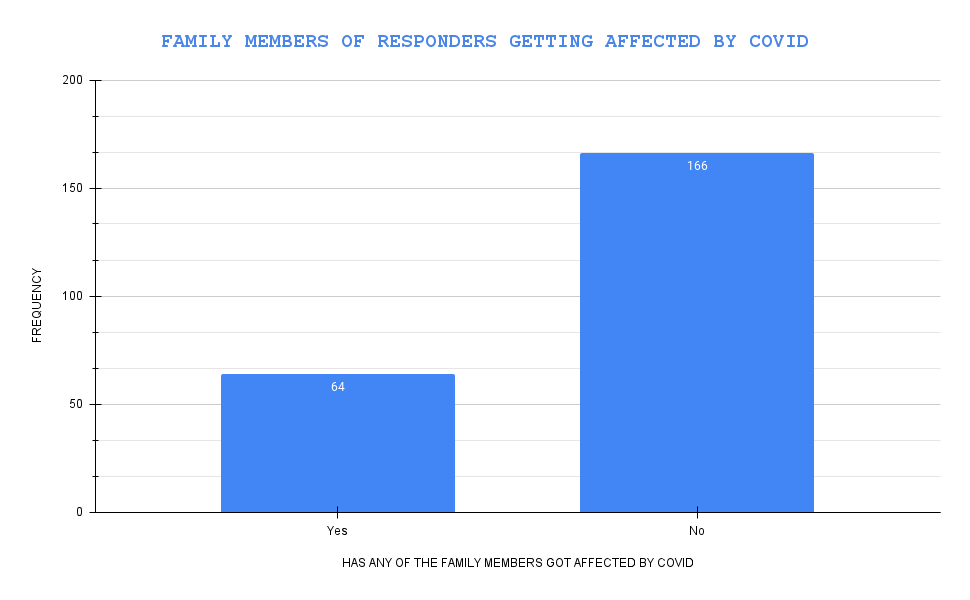 FAMILY MEMBERS OF RESPONDERS GETTING AFFECTED BY COVID
200
150
100
50
0
FREQUENCY
166
64
Yes
No
HAS ANY OF THE FAMILY MEMBERS GOT AFFECTED BY COVID